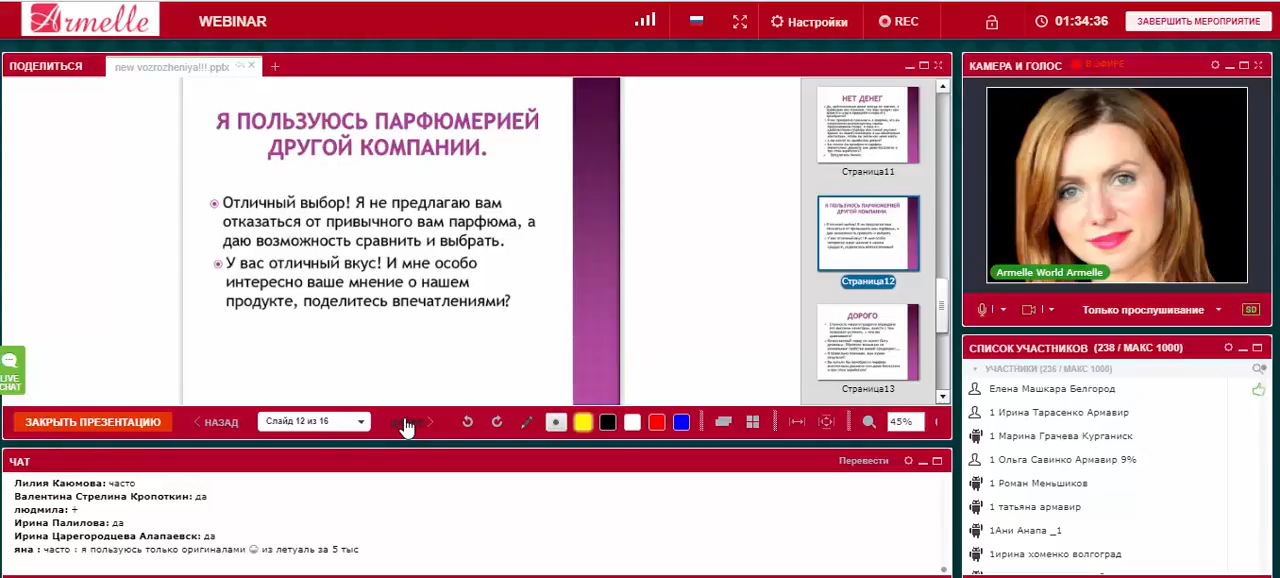 Armelle
WEBINAR
Настройки
REC
01:34:36
ЗАВЕРШИТЬ МЕРОПРИЯТИЕ
ПОДЕЛИТЬСЯ
new vozrozheniya!!!.pptx
Я ПОЛЬЗУЮСЬ ПАРФЮМЕРИЕЙ
ДРУГОЙ КОМПАНИИ.
Отличный выбор! Я не предлагаю вам
отказаться от привычного вам парфюма, а
даю возможность сравнить и выбрать.
У вас отличный вкус! И мне особо
интересно ваше мнение о нашем
продукте, поделитесь впечатлениями?
НЕТ ДЕНЕГ
Страница11
Я ПОЛЬЗУЮСЬ ПАРФЮМЕРИЕЙ
ДРУГОЙ КОМПАНИИ.
Страница12
ДОРОГО
Страница13
LIVE
CHAT
ЗАКРЫТЬ ПРЕЗЕНТАЦИЮ
НАЗАД
Слайд 12 из 16
45%
КАМЕРА И ГОЛОС
В ЭФИРЕ
Armelle World Armelle
Только прослушивание
SD
СПИСОК УЧАСТНИКОВ (238 / МАКС 1000)
УЧАСТНИКИ (236 / МАКС 1000)
Елена Машкара Белгород
1 Ирина Тарасенко Армавир
1 Марина Грачева Курганиск
1 Ольга Савинко Армавир 9%
1 Роман Меньшиков
1 татьяна армавир
1Ани Анапа _1
1ирина хоменко волгоград
ЧАТ
Перевести
Лилия Каюмова: часто
Валентина Стрелина Кропоткин: да
людмила: +
Ирина Палилова: да
Ирина Царегородцева Алапаевск: да
яна : часто : я пользуюсь только оригиналами из летуаль за 5 тыс